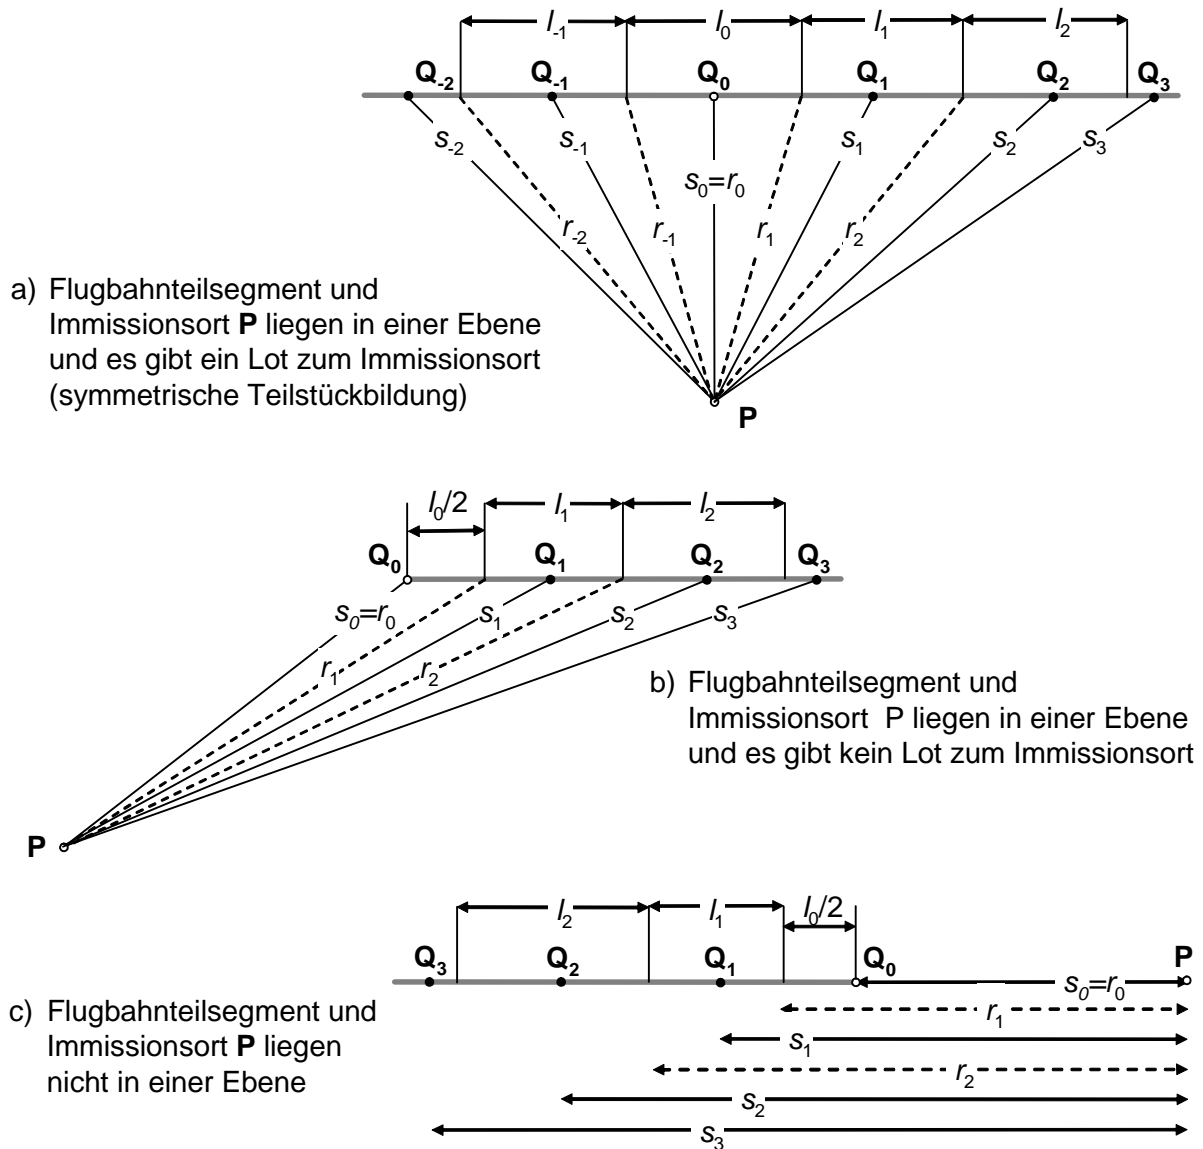 l-1 l0 l1 l2
Q-2 Q-1 Q0 Q1 Q2 Q3
s-2 s-1 s0=r0 s1 s2 s3
r-2 r-1 r1 r2
a) Flugbahnteilsegment und
Immissionsort P liegen in einer Ebene
und es gibt ein Lot zum Immissionsort
(symmetrische Teilstückbildung)
P
l0/2 l1 l2
Q0 Q1 Q2 Q3
s0=r0 s1 s2 s3
r1 r2
b) Flugbahnteilsegment und
Immissionsort P liegen in einer Ebene
und es gibt kein Lot zum Immissionsort
P
l2 l1 l0/2
Q3 Q2 Q1 Q0 P
s0=r0
c) Flugbahnteilsegment und
Immissionsort P liegen
nicht in einer Ebene
r1
s1
r2
s2
s3